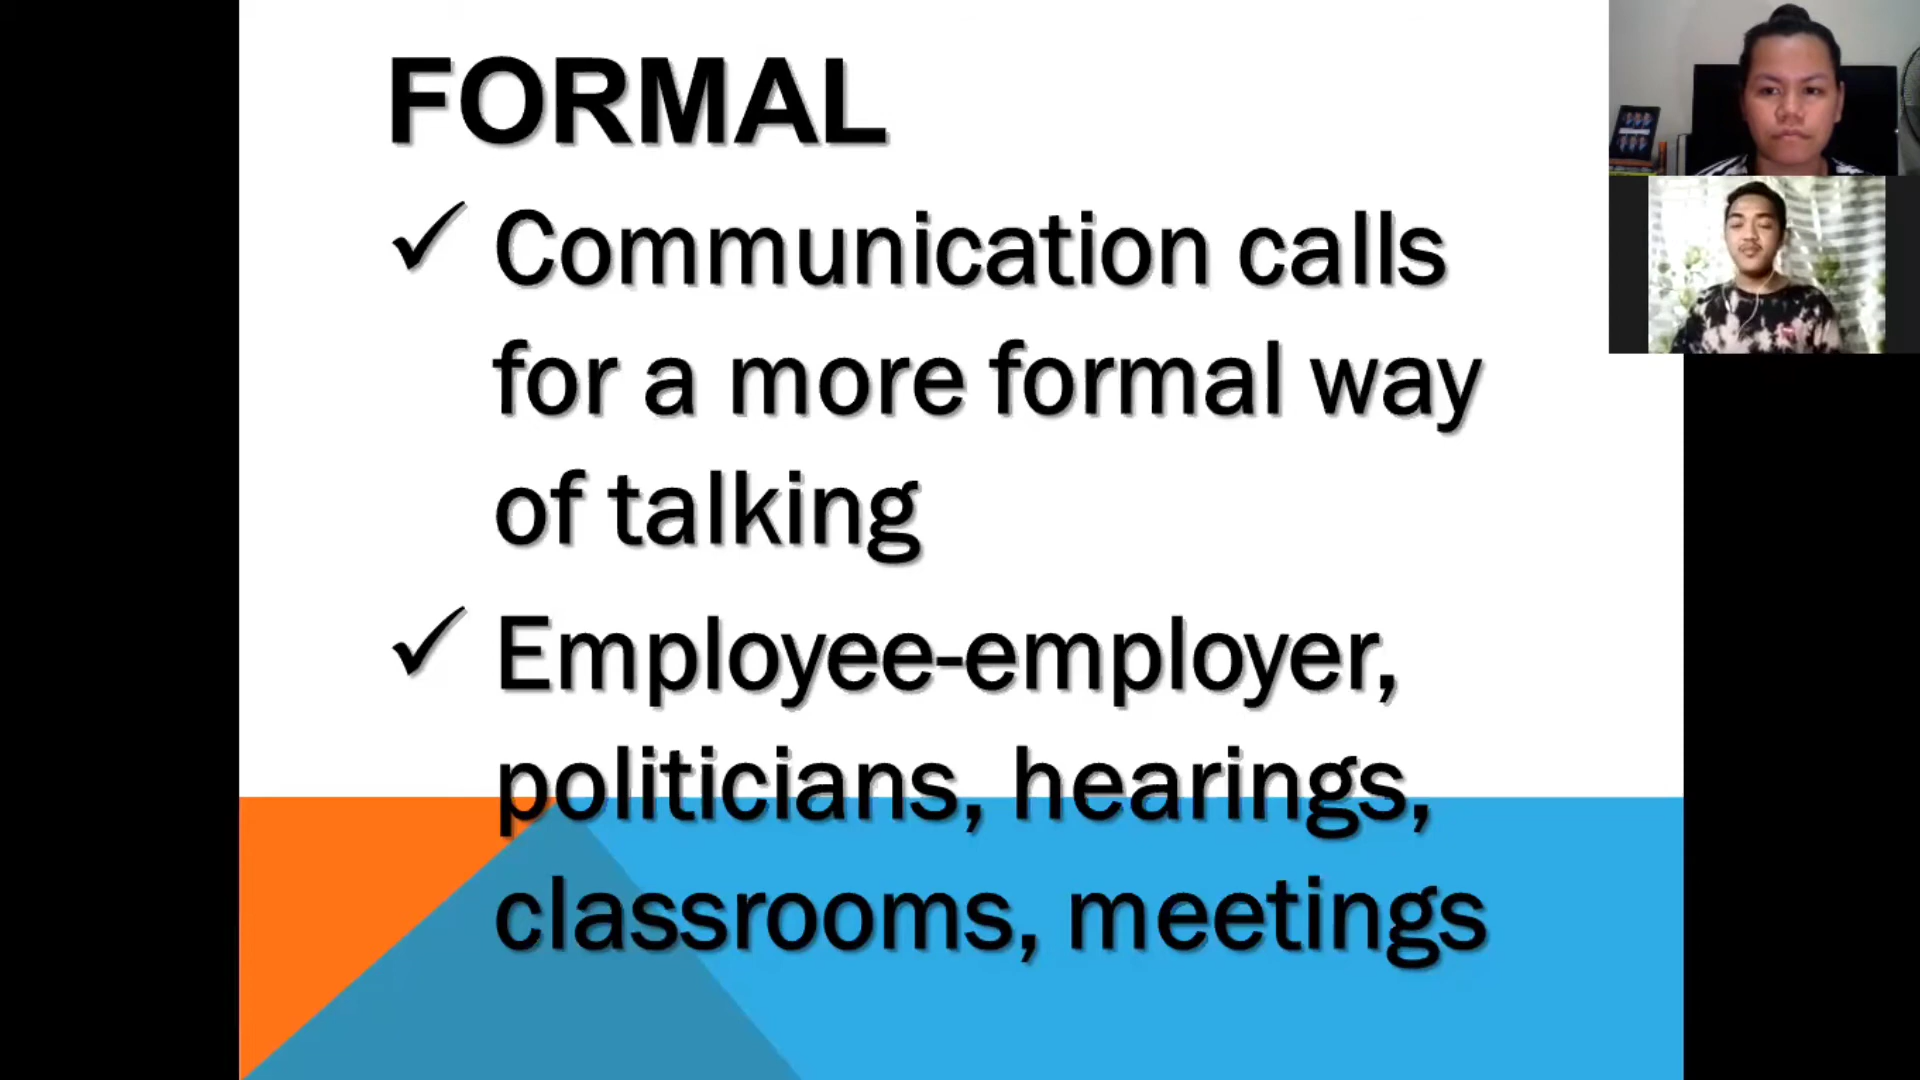 FORMAL
✓ Communication calls
for a more formal way
of talking
✓ Employee-employer,
politicians, hearings,
classrooms, meetings